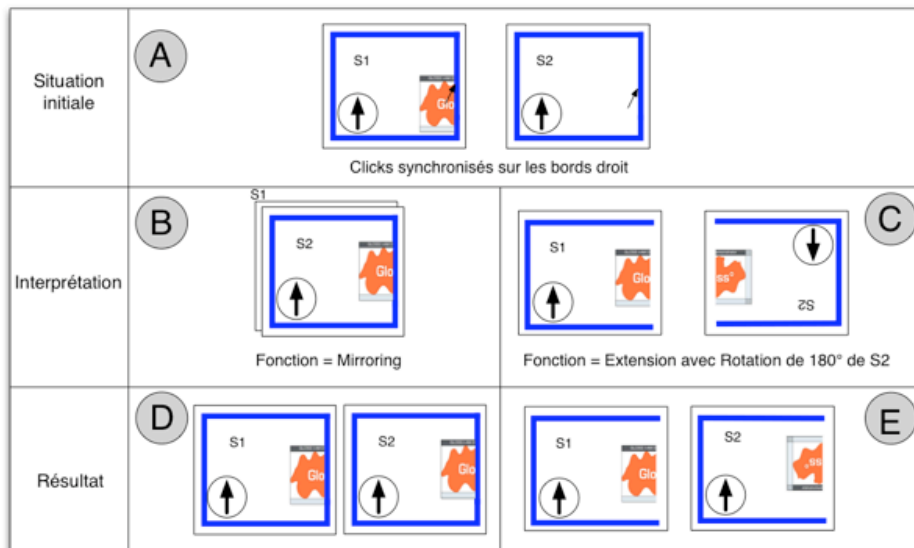 Situation
initiale
A
S1
Glo
S2
Clicks synchronisés sur les bords droit
Interprétation
B
S1
S2
Glo
Fonction = Mirroring
C
S1
Glo
ss°
S2
Fonction = Extension avec Rotation de 180° de S2
Résultat
D
S1
Glo
S2
Glo
E
S1
Glo
S2
ss°